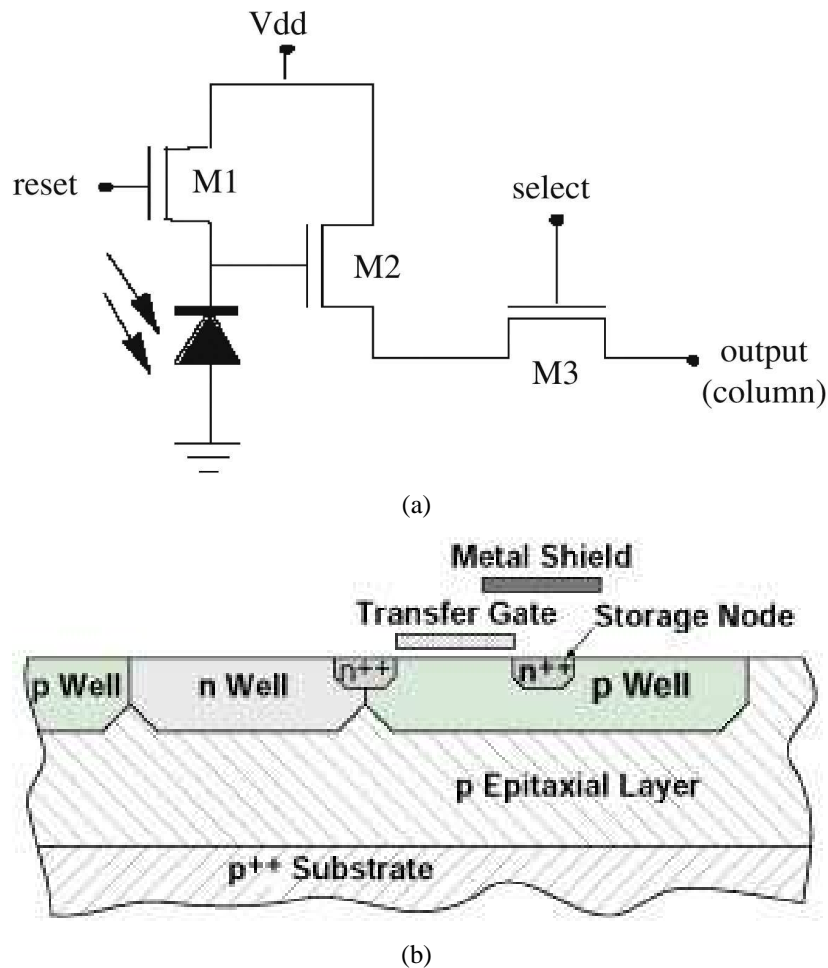 Vdd
reset
M1
select
M2
M3
output
(column)
(a)
Metal Shield
Transfer Gate
Storage Node
p Well
n Well
n++
n++
p Well
p Epitaxial Layer
p++ Substrate
(b)